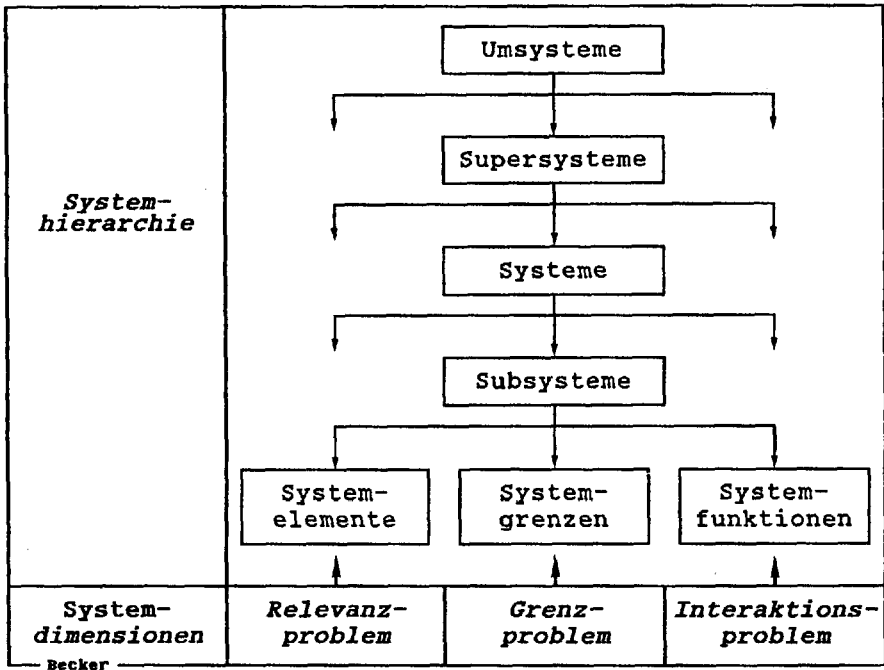 Umsysteme
Supersysteme
System-
hierarchie
Systeme
Subsysteme
System-
elemente
System-
grenzen
System-
funktionen
System-
dimensionen
Relevanz-
problem
Grenz-
problem
Interaktions-
problem
Becker